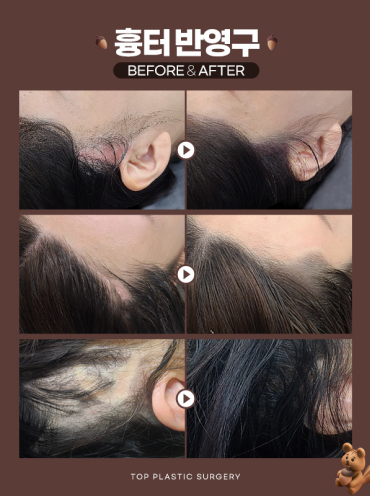 흉터 반영구
BEFORE & AFTER
TOP PLASTIC SURGERY